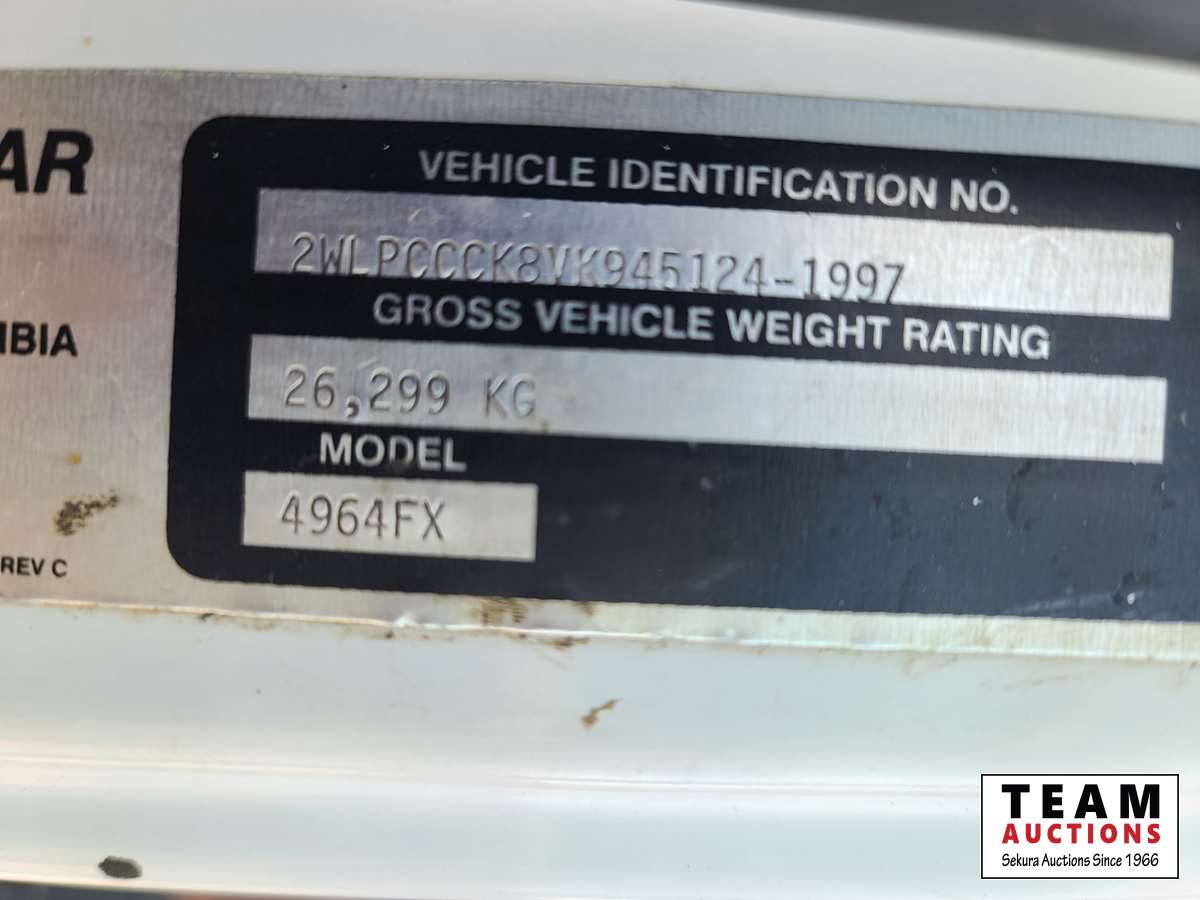 AR
VEHICLE IDENTIFICATION NO.
2WLPCCCK8VK945124-1997
GROSS VEHICLE WEIGHT RATING
MBIA
26,299 KG
MODEL
4964FX
REV C
TEAM
AUCTIONS
Sekura Auctions Since 1966